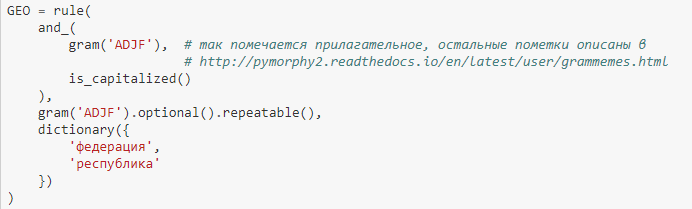 GEO = rule(
    and_(
        gram('ADJF'),  # так помечается прилагательное, остальные пометки описаны в
                       # http://pymorphy2.readthedocs.io/en/latest/user/grammemes.html
        is_capitalized()
    ),
    gram('ADJF').optional().repeatable(),
    dictionary({
        'федерация',
        'республика'
    })
)